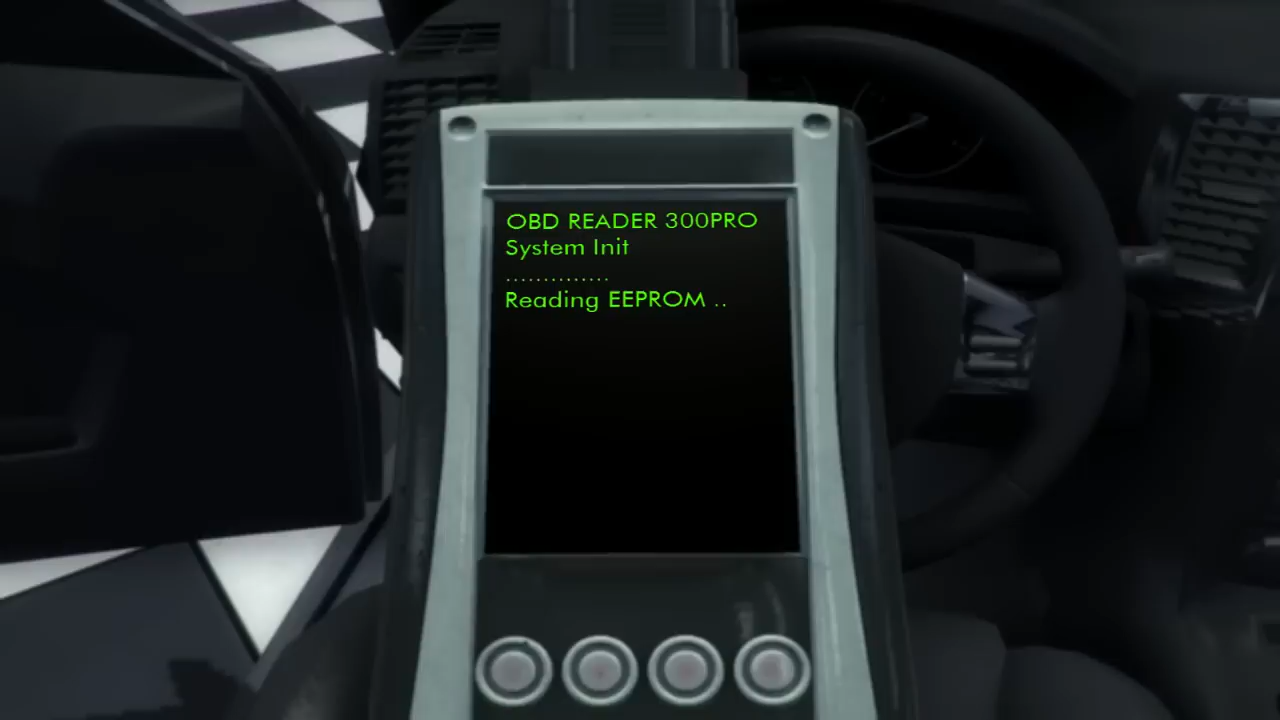 OBD READER 300PRO
System Init
..............
Reading EEPROM ..